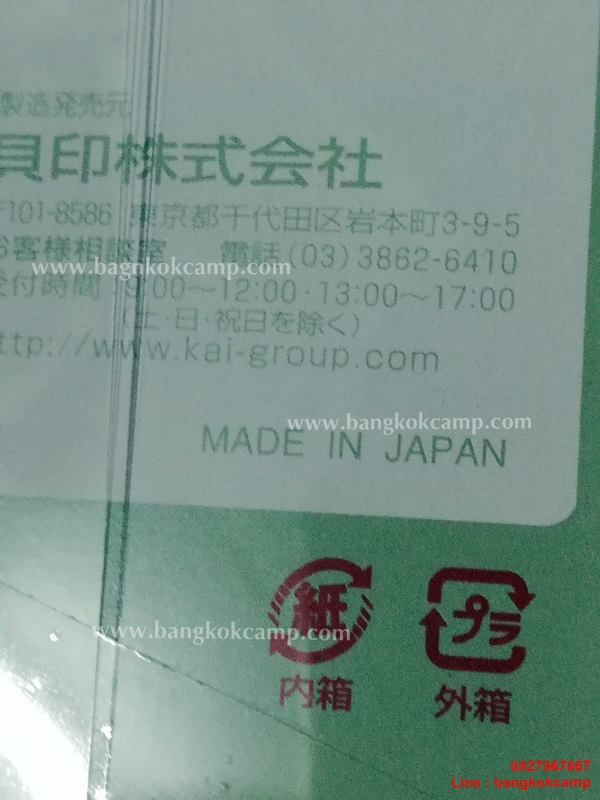 製造発売元
貝印株式会社
〒101-8586 東京都千代田区岩本町3-9-5
お客様相談室 電話(03)3862-6410
www.bagnkokcamp.com
受付時間:9:00〜12:00・13:00〜17:00
(土・日・祝日を除く)
http://www.kai-group.com
www.bangkokcamp.com
MADE IN JAPAN
紙
プラ
www.bangkokcamp.com
内箱
外箱
0927967667
Line : bangkokcamp